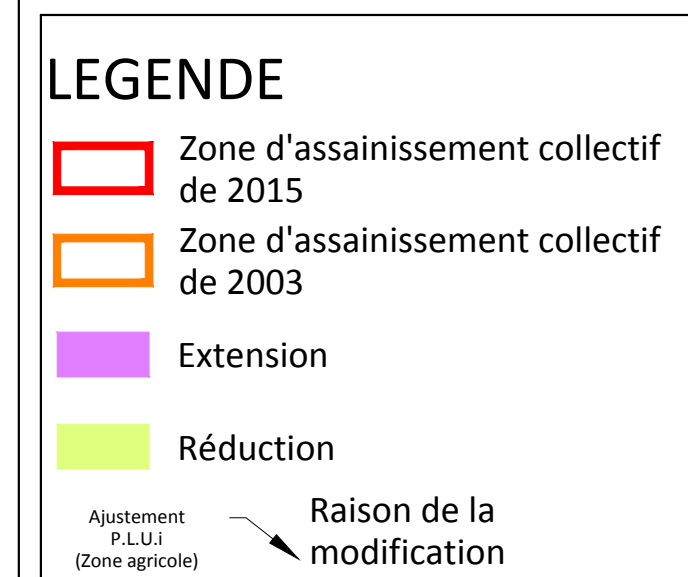 LEGENDE
Zone d'assainissement collectif
de 2015
Zone d'assainissement collectif
de 2003
Extension
Réduction
Ajustement
P.L.U.i
(Zone agricole)
Raison de la
modification